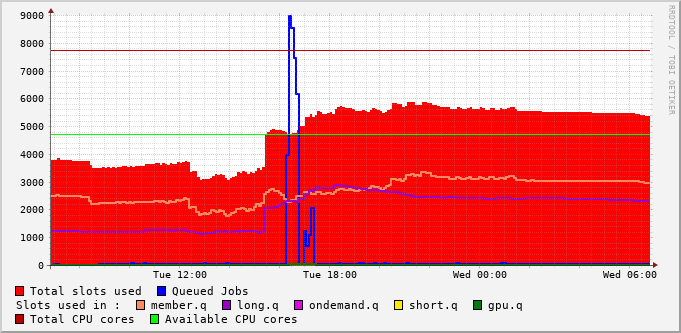 9000
8000
7000
6000
5000
4000
3000
2000
1000
0
Tue 12:00 Tue 18:00 Wed 00:00 Wed 06:00
Total slots used Queued Jobs
Slots used in : member.q long.q ondemand.q short.q gpu.q
Total CPU cores Available CPU cores
RRDTOOL / TOBI OETIKER